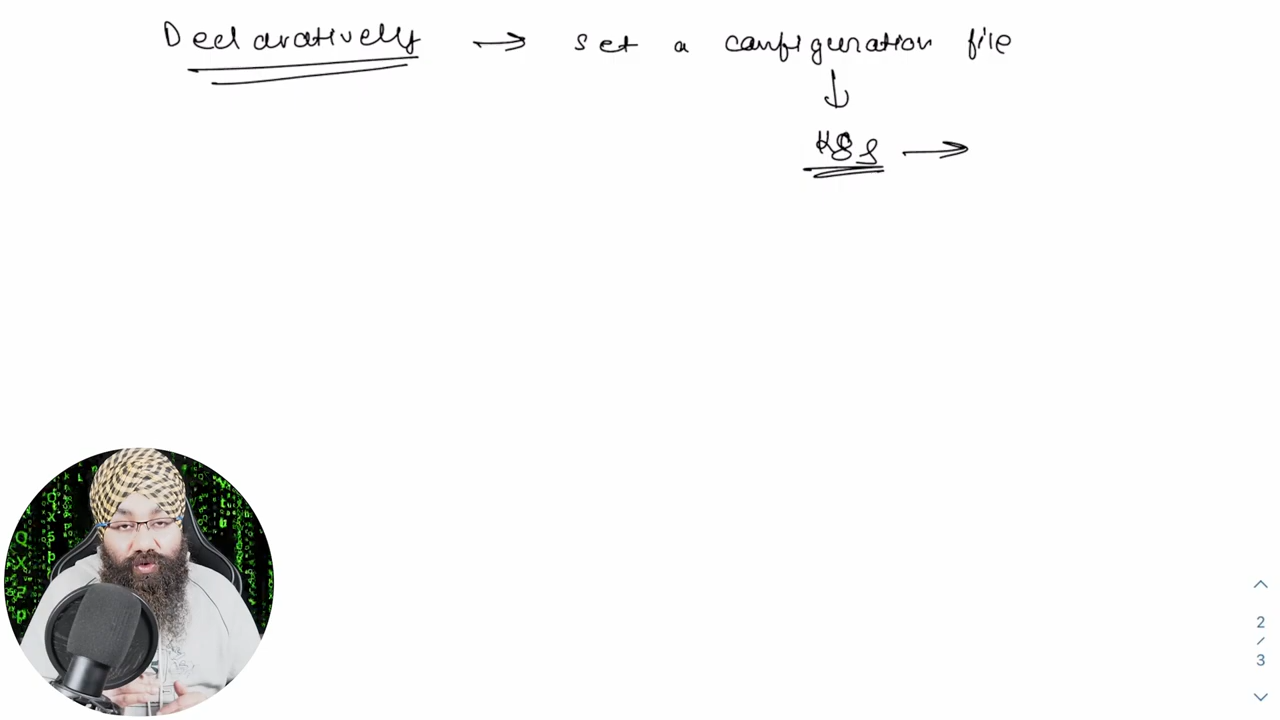 Declaratively → set a configuration file
↓
K8s →
2
/
3